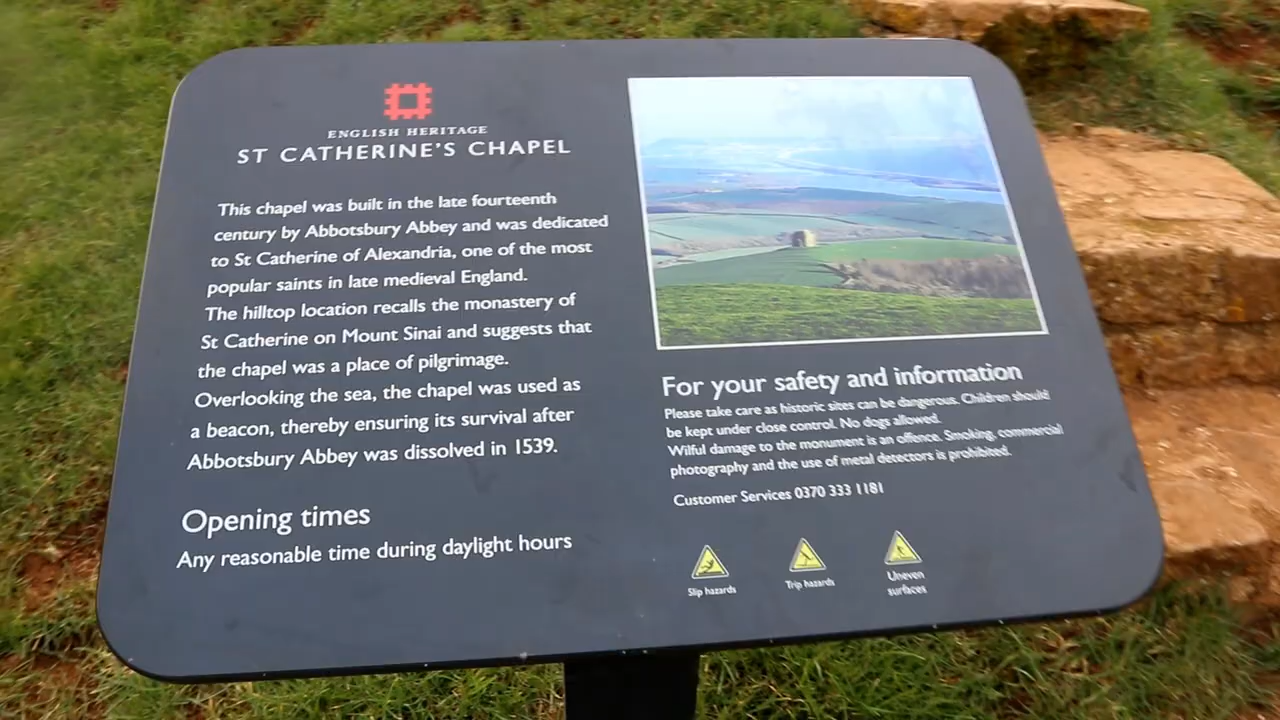 ENGLISH HERITAGE
ST CATHERINE'S CHAPEL
This chapel was built in the late fourteenth
century by Abbotsbury Abbey and was dedicated
to St Catherine of Alexandria, one of the most
popular saints in late medieval England.
The hilltop location recalls the monastery of
St Catherine on Mount Sinai and suggests that
the chapel was a place of pilgrimage.
Overlooking the sea, the chapel was used as
a beacon, thereby ensuring its survival after
Abbotsbury Abbey was dissolved in 1539.
Opening times
Any reasonable time during daylight hours
For your safety and information
Please take care as historic sites can be dangerous. Children should
be kept under close control. No dogs allowed.
Wilful damage to the monument is an offence. Smoking, commercial
photography and the use of metal detectors is prohibited.
Customer Services 0370 333 1181
Slip hazards
Trip hazards
Uneven
surfaces